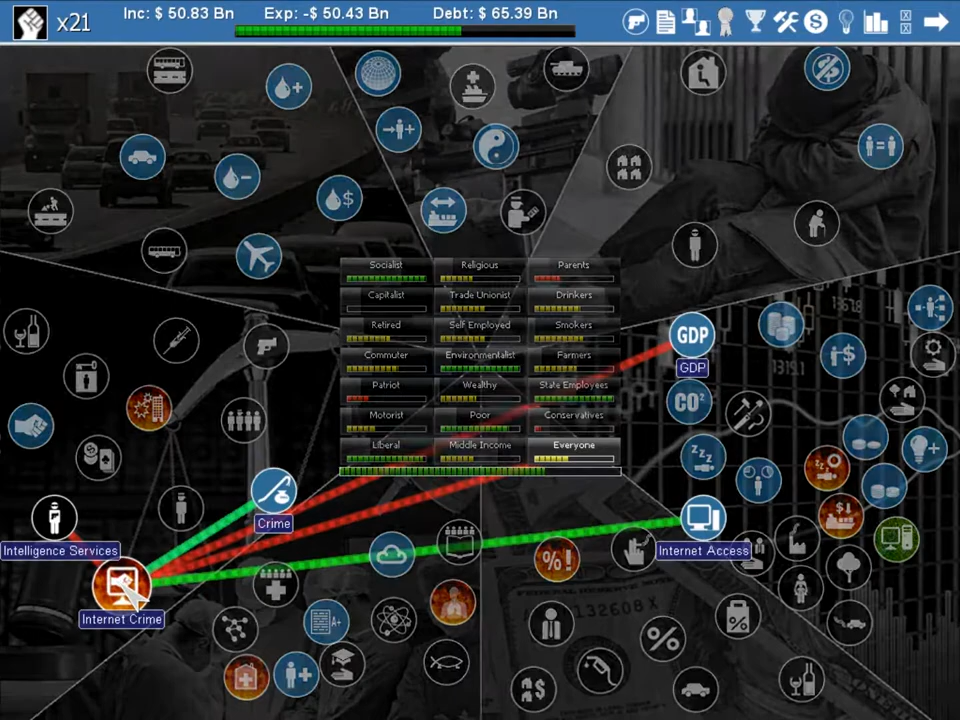 x21
Inc: $ 50.83 Bn
Exp: -$ 50.43 Bn
Debt: $ 65.39 Bn
Socialist
Religious
Parents
Capitalist
Trade Unionist
Drinkers
Retired
Self Employed
Smokers
Commuter
Environmentalist
Farmers
Patriot
Wealthy
State Employees
Motorist
Poor
Conservatives
Liberal
Middle Income
Everyone
GDP
GDP
CO²
Crime
Intelligence Services
Internet Access
Internet Crime